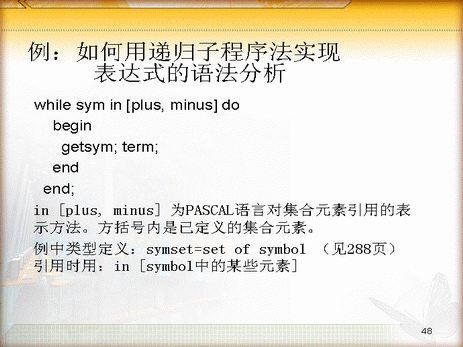 例：如何用递归子程序法实现
表达式的语法分析
while sym in [plus, minus] do
begin
getsym; term;
end
end;
in [plus, minus] 为PASCAL语言对集合元素引用的表
示方法。方括号内是已定义的集合元素。
例中类型定义：symset=set of symbol （见288页）
引用时用：in [symbol中的某些元素]
48